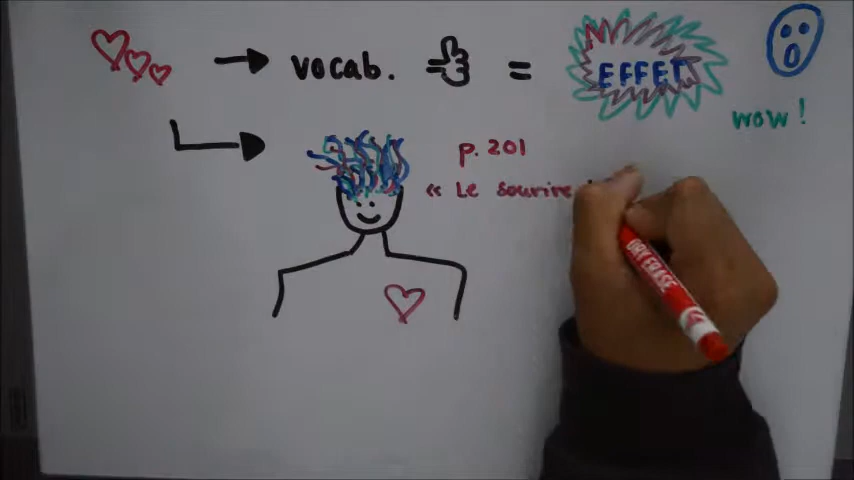 vocab. = EFFET
wow!
p. 201
« Le sourire
DRY ERASE